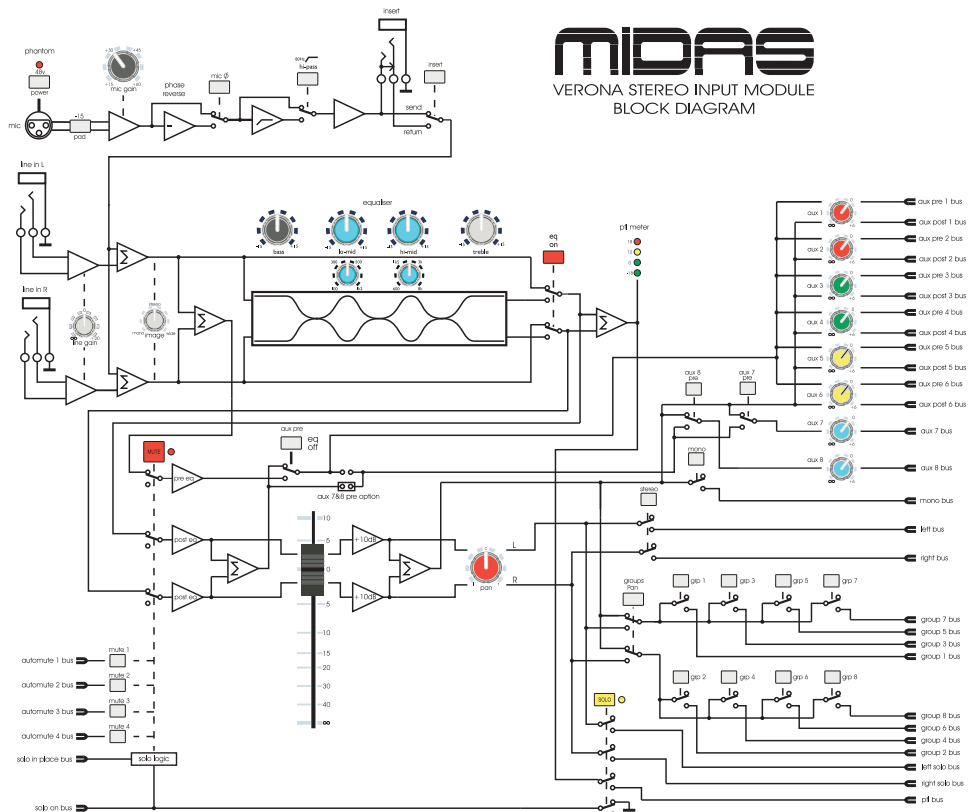 MIDAS
VERONA STEREO INPUT MODULE
BLOCK DIAGRAM
phantom
48v
power
mic
-15
pad
+30
+45
+15
+60
mic gain
phase
reverse
mic Ø
80Hz
hi-pass
insert
insert
send
return
line in L
line in R
∞
+20
line gain
stereo
mono
wide
image
equaliser
bass
lo-mid
hi-mid
treble
eq
on
pfl meter
aux 1
aux 2
aux 3
aux 4
aux 5
aux 6
aux 7
aux 8
aux pre 1 bus
aux post 1 bus
aux pre 2 bus
aux post 2 bus
aux pre 3 bus
aux post 3 bus
aux pre 4 bus
aux post 4 bus
aux pre 5 bus
aux post 5 bus
aux pre 6 bus
aux post 6 bus
aux 7 bus
aux 8 bus
mono bus
left bus
right bus
aux 8
pre
aux 7
pre
mono
stereo
MUTE
pre eq
post eq
post eq
aux pre
eq
off
aux 7&8 pre option
10
5
0
5
10
15
20
30
40
∞
+10dB
+10dB
L
R
pan
groups
Pan
grp 1
grp 3
grp 5
grp 7
group 7 bus
group 5 bus
group 3 bus
group 1 bus
grp 2
grp 4
grp 6
grp 8
group 8 bus
group 6 bus
group 4 bus
group 2 bus
left solo bus
right solo bus
pfl bus
SOLO
automute 1 bus
mute 1
automute 2 bus
mute 2
automute 3 bus
mute 3
automute 4 bus
mute 4
solo in place bus
solo logic
solo on bus